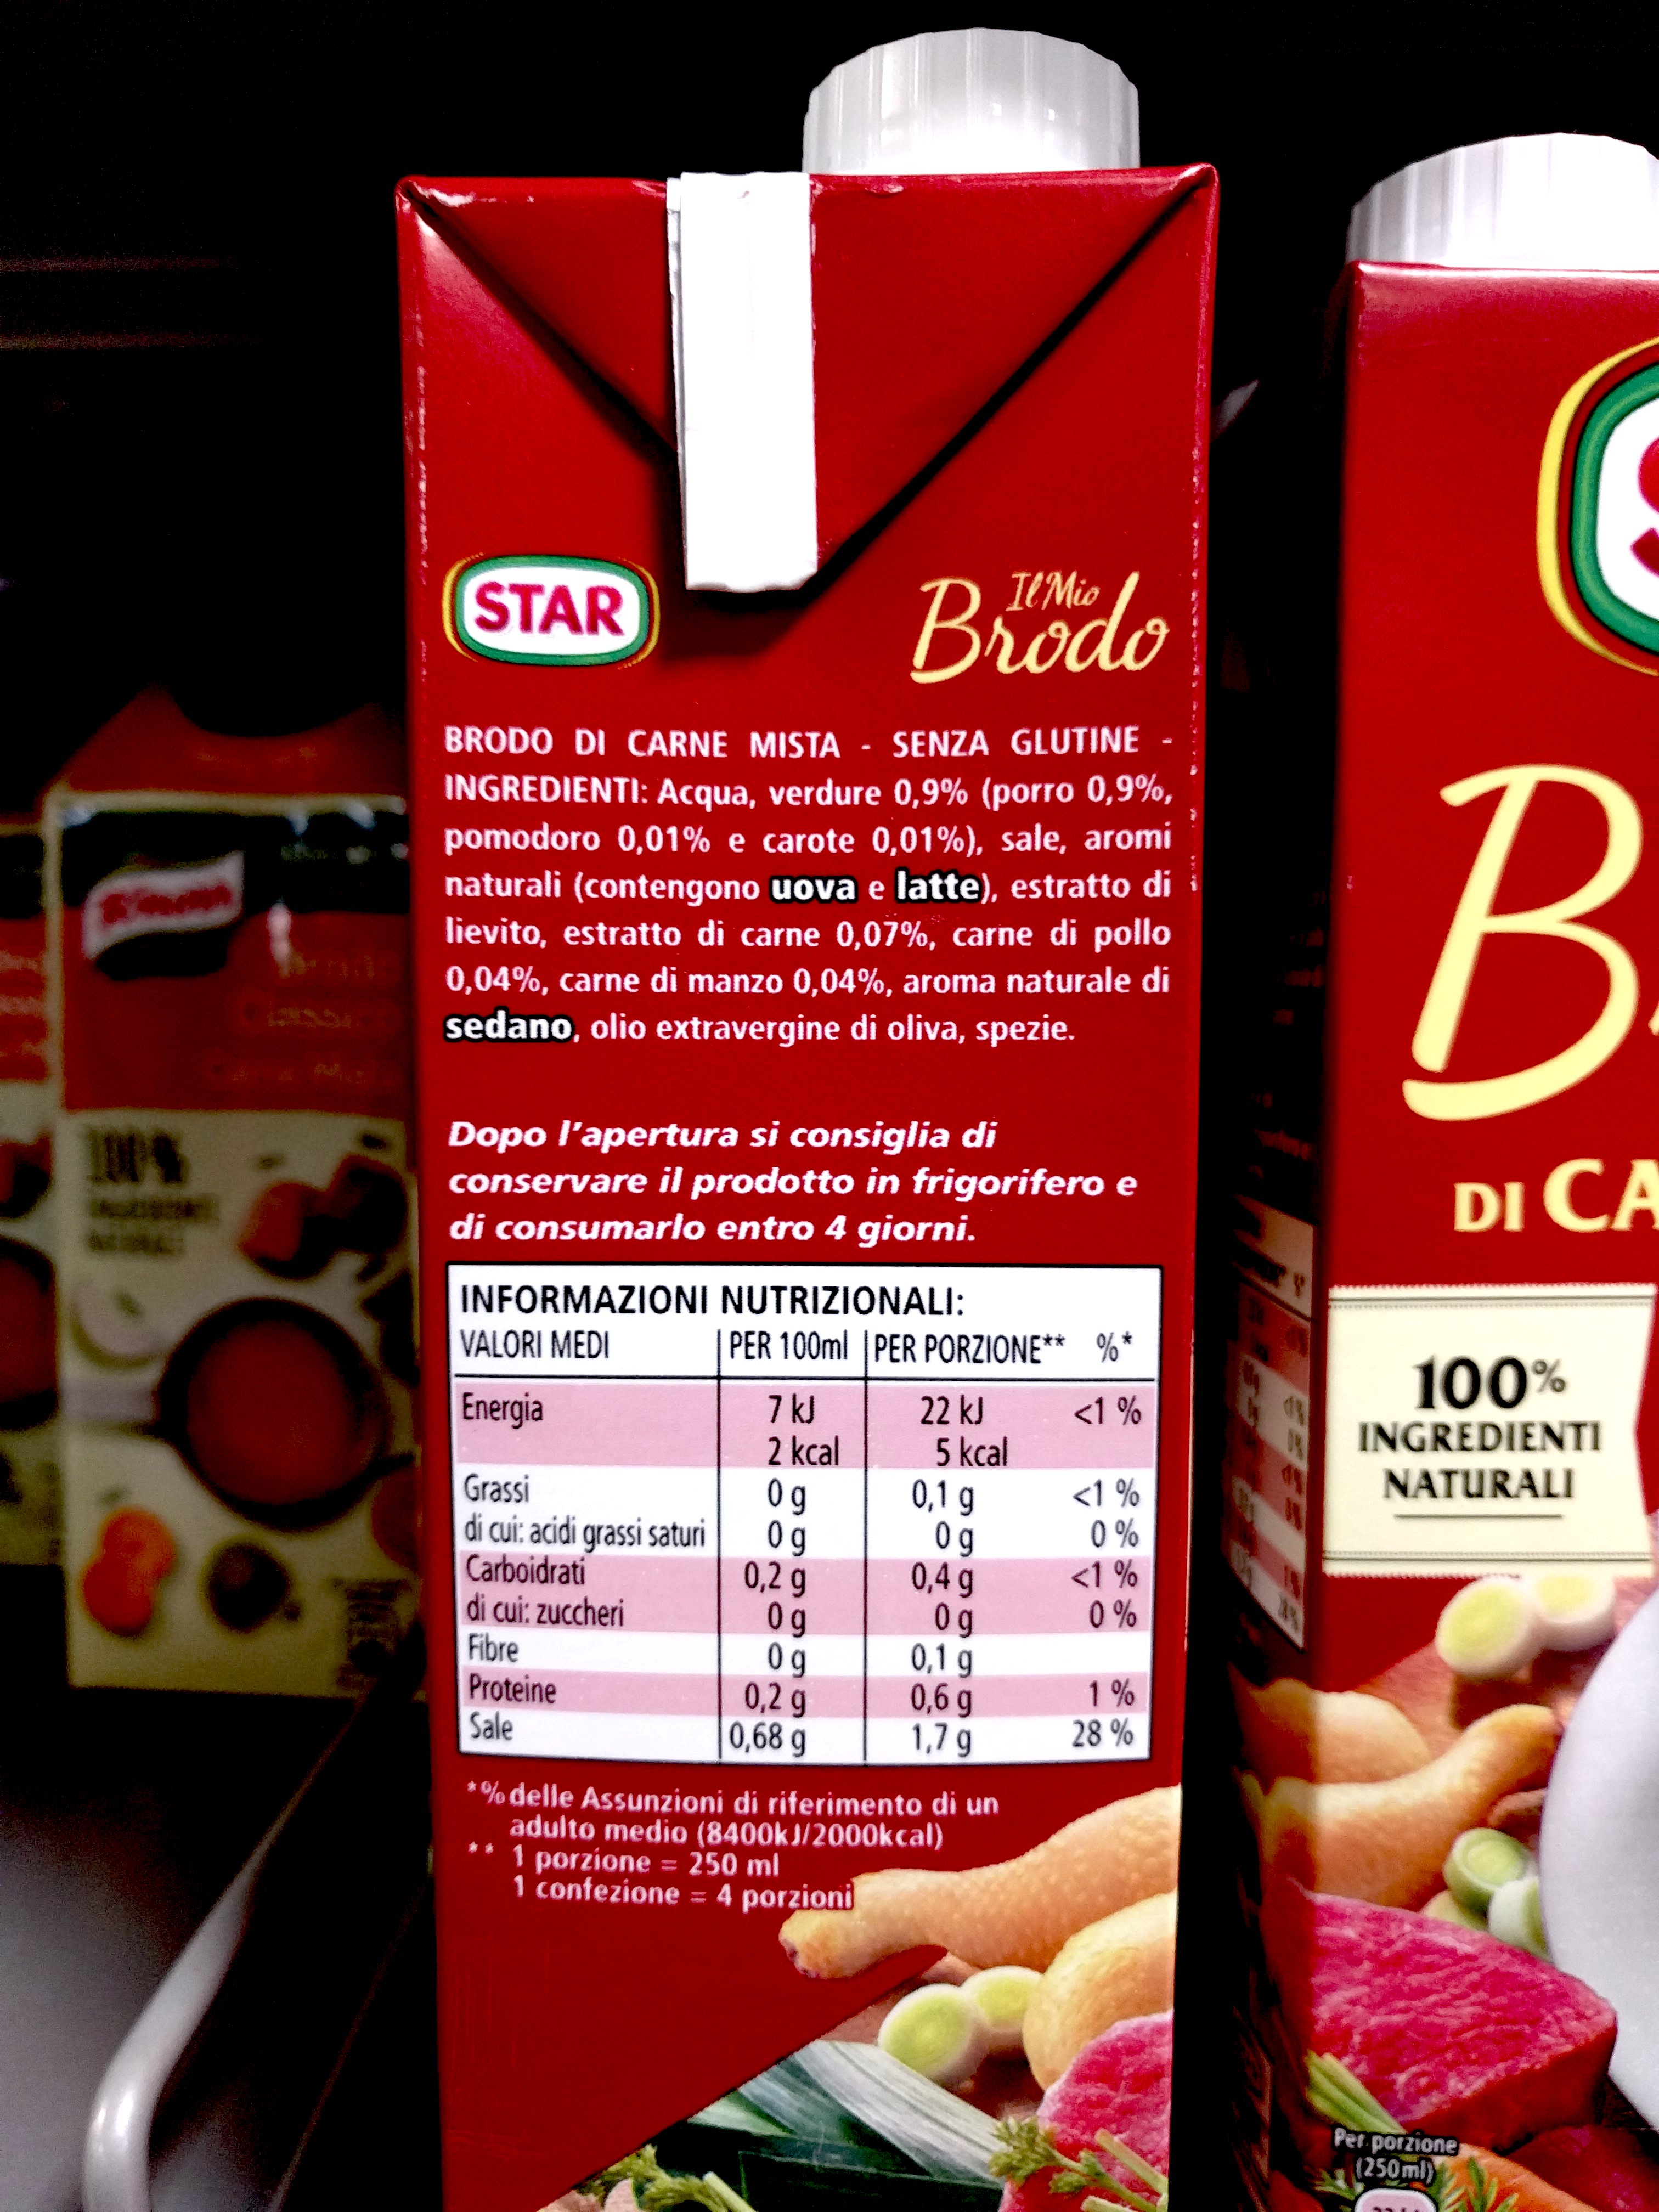 STAR
Il Mio
Brodo
BRODO DI CARNE MISTA - SENZA GLUTINE -
INGREDIENTI: Acqua, verdure 0,9% (porro 0,9%,
pomodoro 0,01% e carote 0,01%), sale, aromi
naturali (contengono uova e latte), estratto di
lievito, estratto di carne 0,07%, carne di pollo
0,04%, carne di manzo 0,04%, aroma naturale di
sedano, olio extravergine di oliva, spezie.
Dopo l'apertura si consiglia di
conservare il prodotto in frigorifero e
di consumarlo entro 4 giorni.
INFORMAZIONI NUTRIZIONALI:
VALORI MEDI PER 100ml PER PORZIONE** %*
Energia 7 kJ 22 kJ <1 %
2 kcal 5 kcal
Grassi 0 g 0,1 g <1 %
di cui: acidi grassi saturi 0 g 0 g 0 %
Carboidrati 0,2 g 0,4 g <1 %
di cui: zuccheri 0 g 0 g 0 %
Fibre 0 g 0,1 g
Proteine 0,2 g 0,6 g 1 %
Sale 0,68 g 1,7 g 28 %
*% delle Assunzioni di riferimento di un
adulto medio (8400kJ/2000kcal)
** 1 porzione = 250 ml
1 confezione = 4 porzioni
Knorr
100%
DI CA
100%
INGREDIENTI
NATURALI
Per porzione
(250ml)